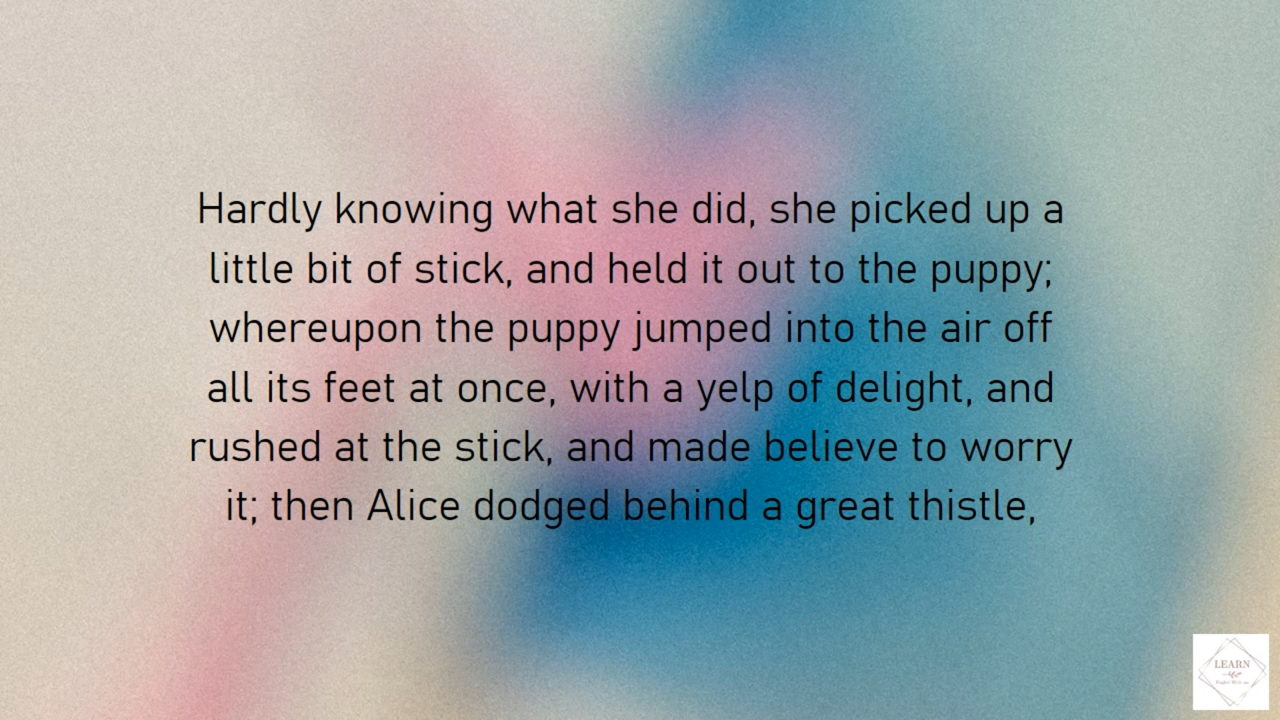 Hardly knowing what she did, she picked up a
little bit of stick, and held it out to the puppy;
whereupon the puppy jumped into the air off
all its feet at once, with a yelp of delight, and
rushed at the stick, and made believe to worry
it; then Alice dodged behind a great thistle,
LEARN